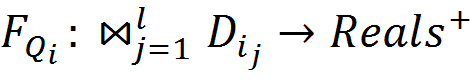 F_{Q_i}: ⋈_{j=1}^{l} D_{i_j} → Reals^+